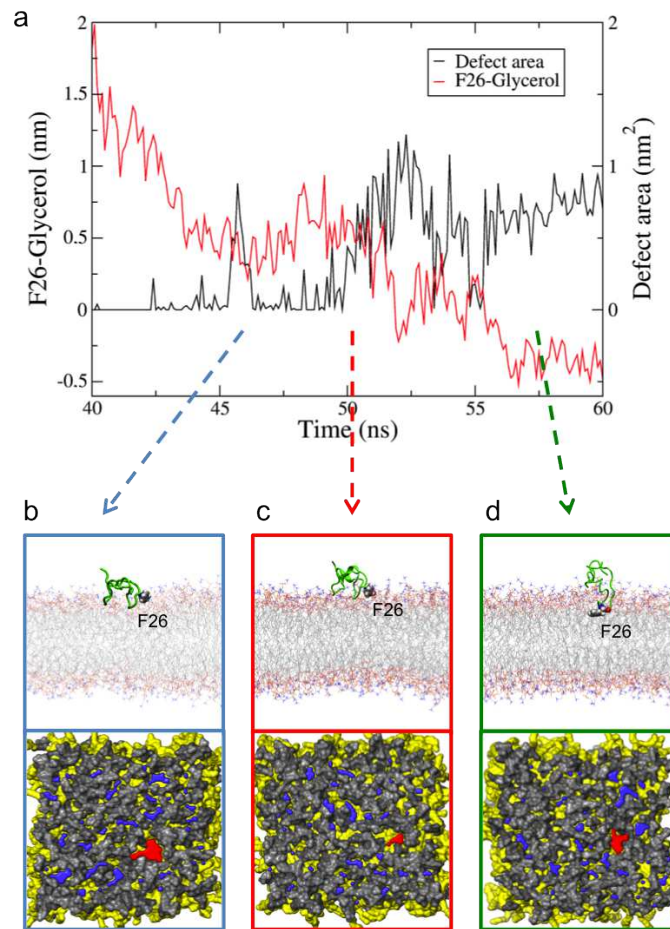 a
2
1.5
1
0.5
0
-0.5
F26-Glycerol (nm)
Defect area
F26-Glycerol
2
1
0
Defect area (nm²)
40 45 50 55 60
Time (ns)
b c d
F26 F26 F26